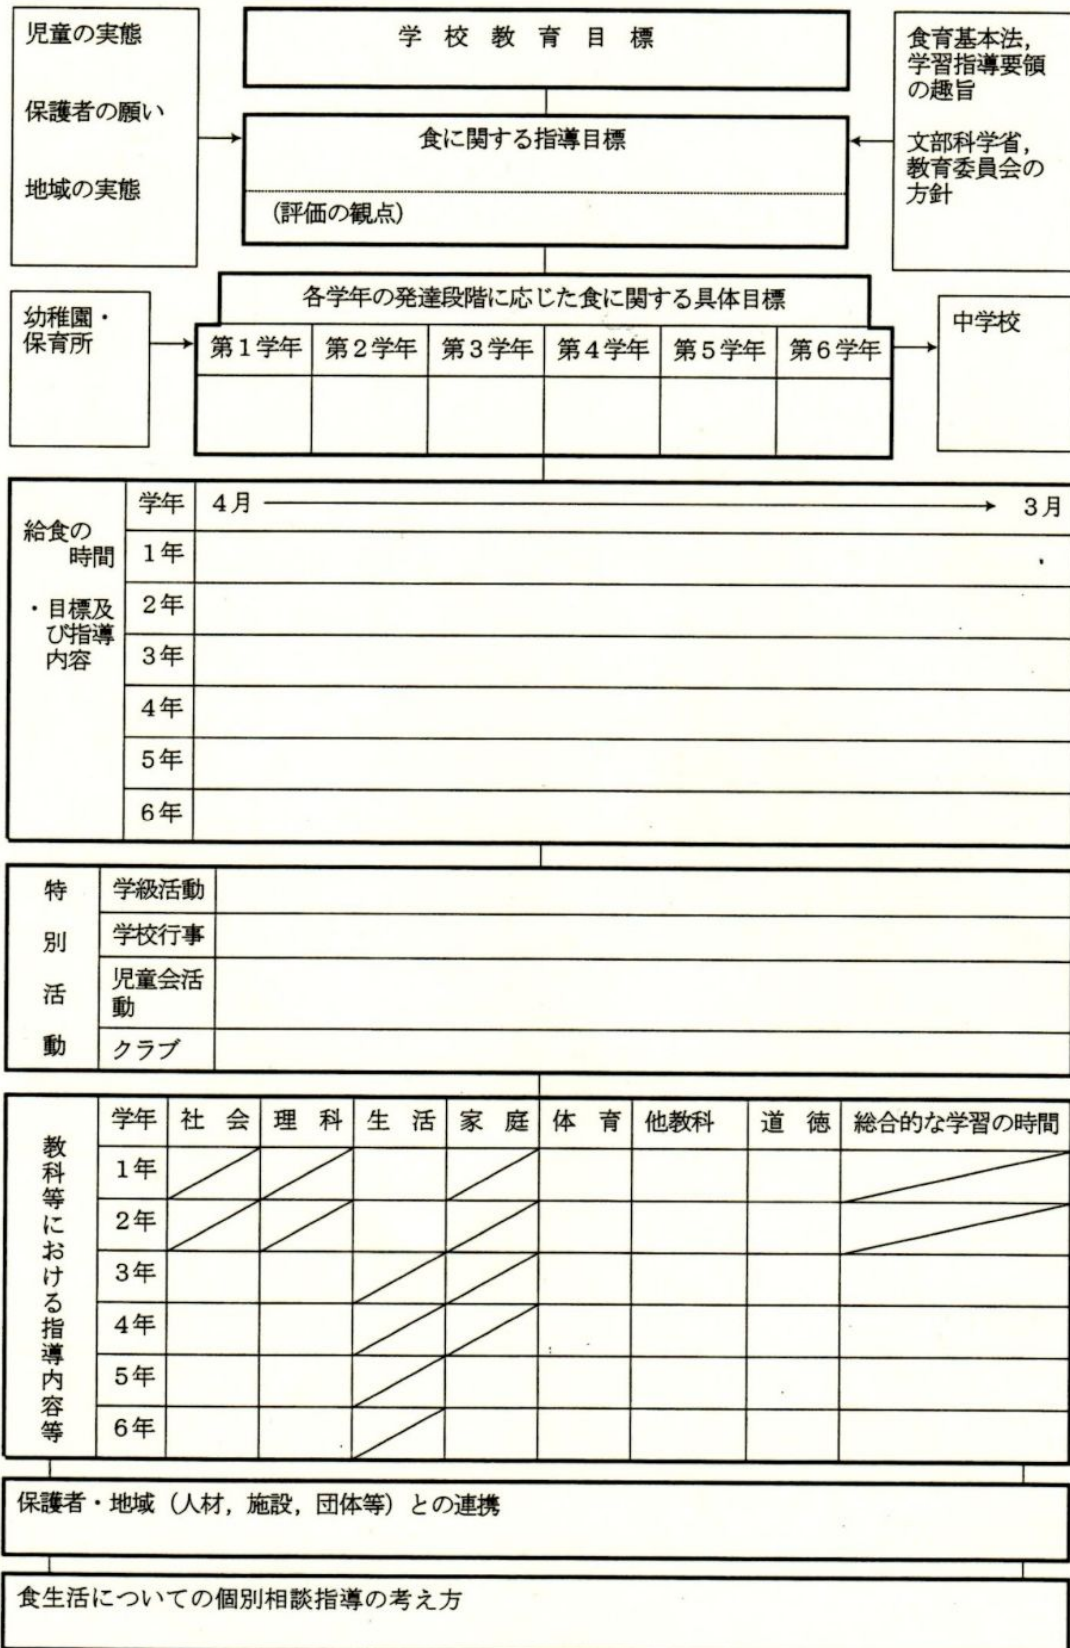 児童の実態
保護者の願い
地域の実態
学校教育目標
食に関する指導目標
(評価の観点)
食育基本法,
学習指導要領
の趣旨
文部科学省,
教育委員会の
方針
幼稚園・
保育所
各学年の発達段階に応じた食に関する具体目標
第1学年 第2学年 第3学年 第4学年 第5学年 第6学年
中学校
給食の
時間
・目標及
び指導
内容
学年 4月 3月
1年
2年
3年
4年
5年
6年
特別活動
学級活動
学校行事
児童会活
動
クラブ
教科等における指導内容等
学年 社会 理科 生活 家庭 体育 他教科 道徳 総合的な学習の時間
1年
2年
3年
4年
5年
6年
保護者・地域(人材,施設,団体等)との連携
食生活についての個別相談指導の考え方